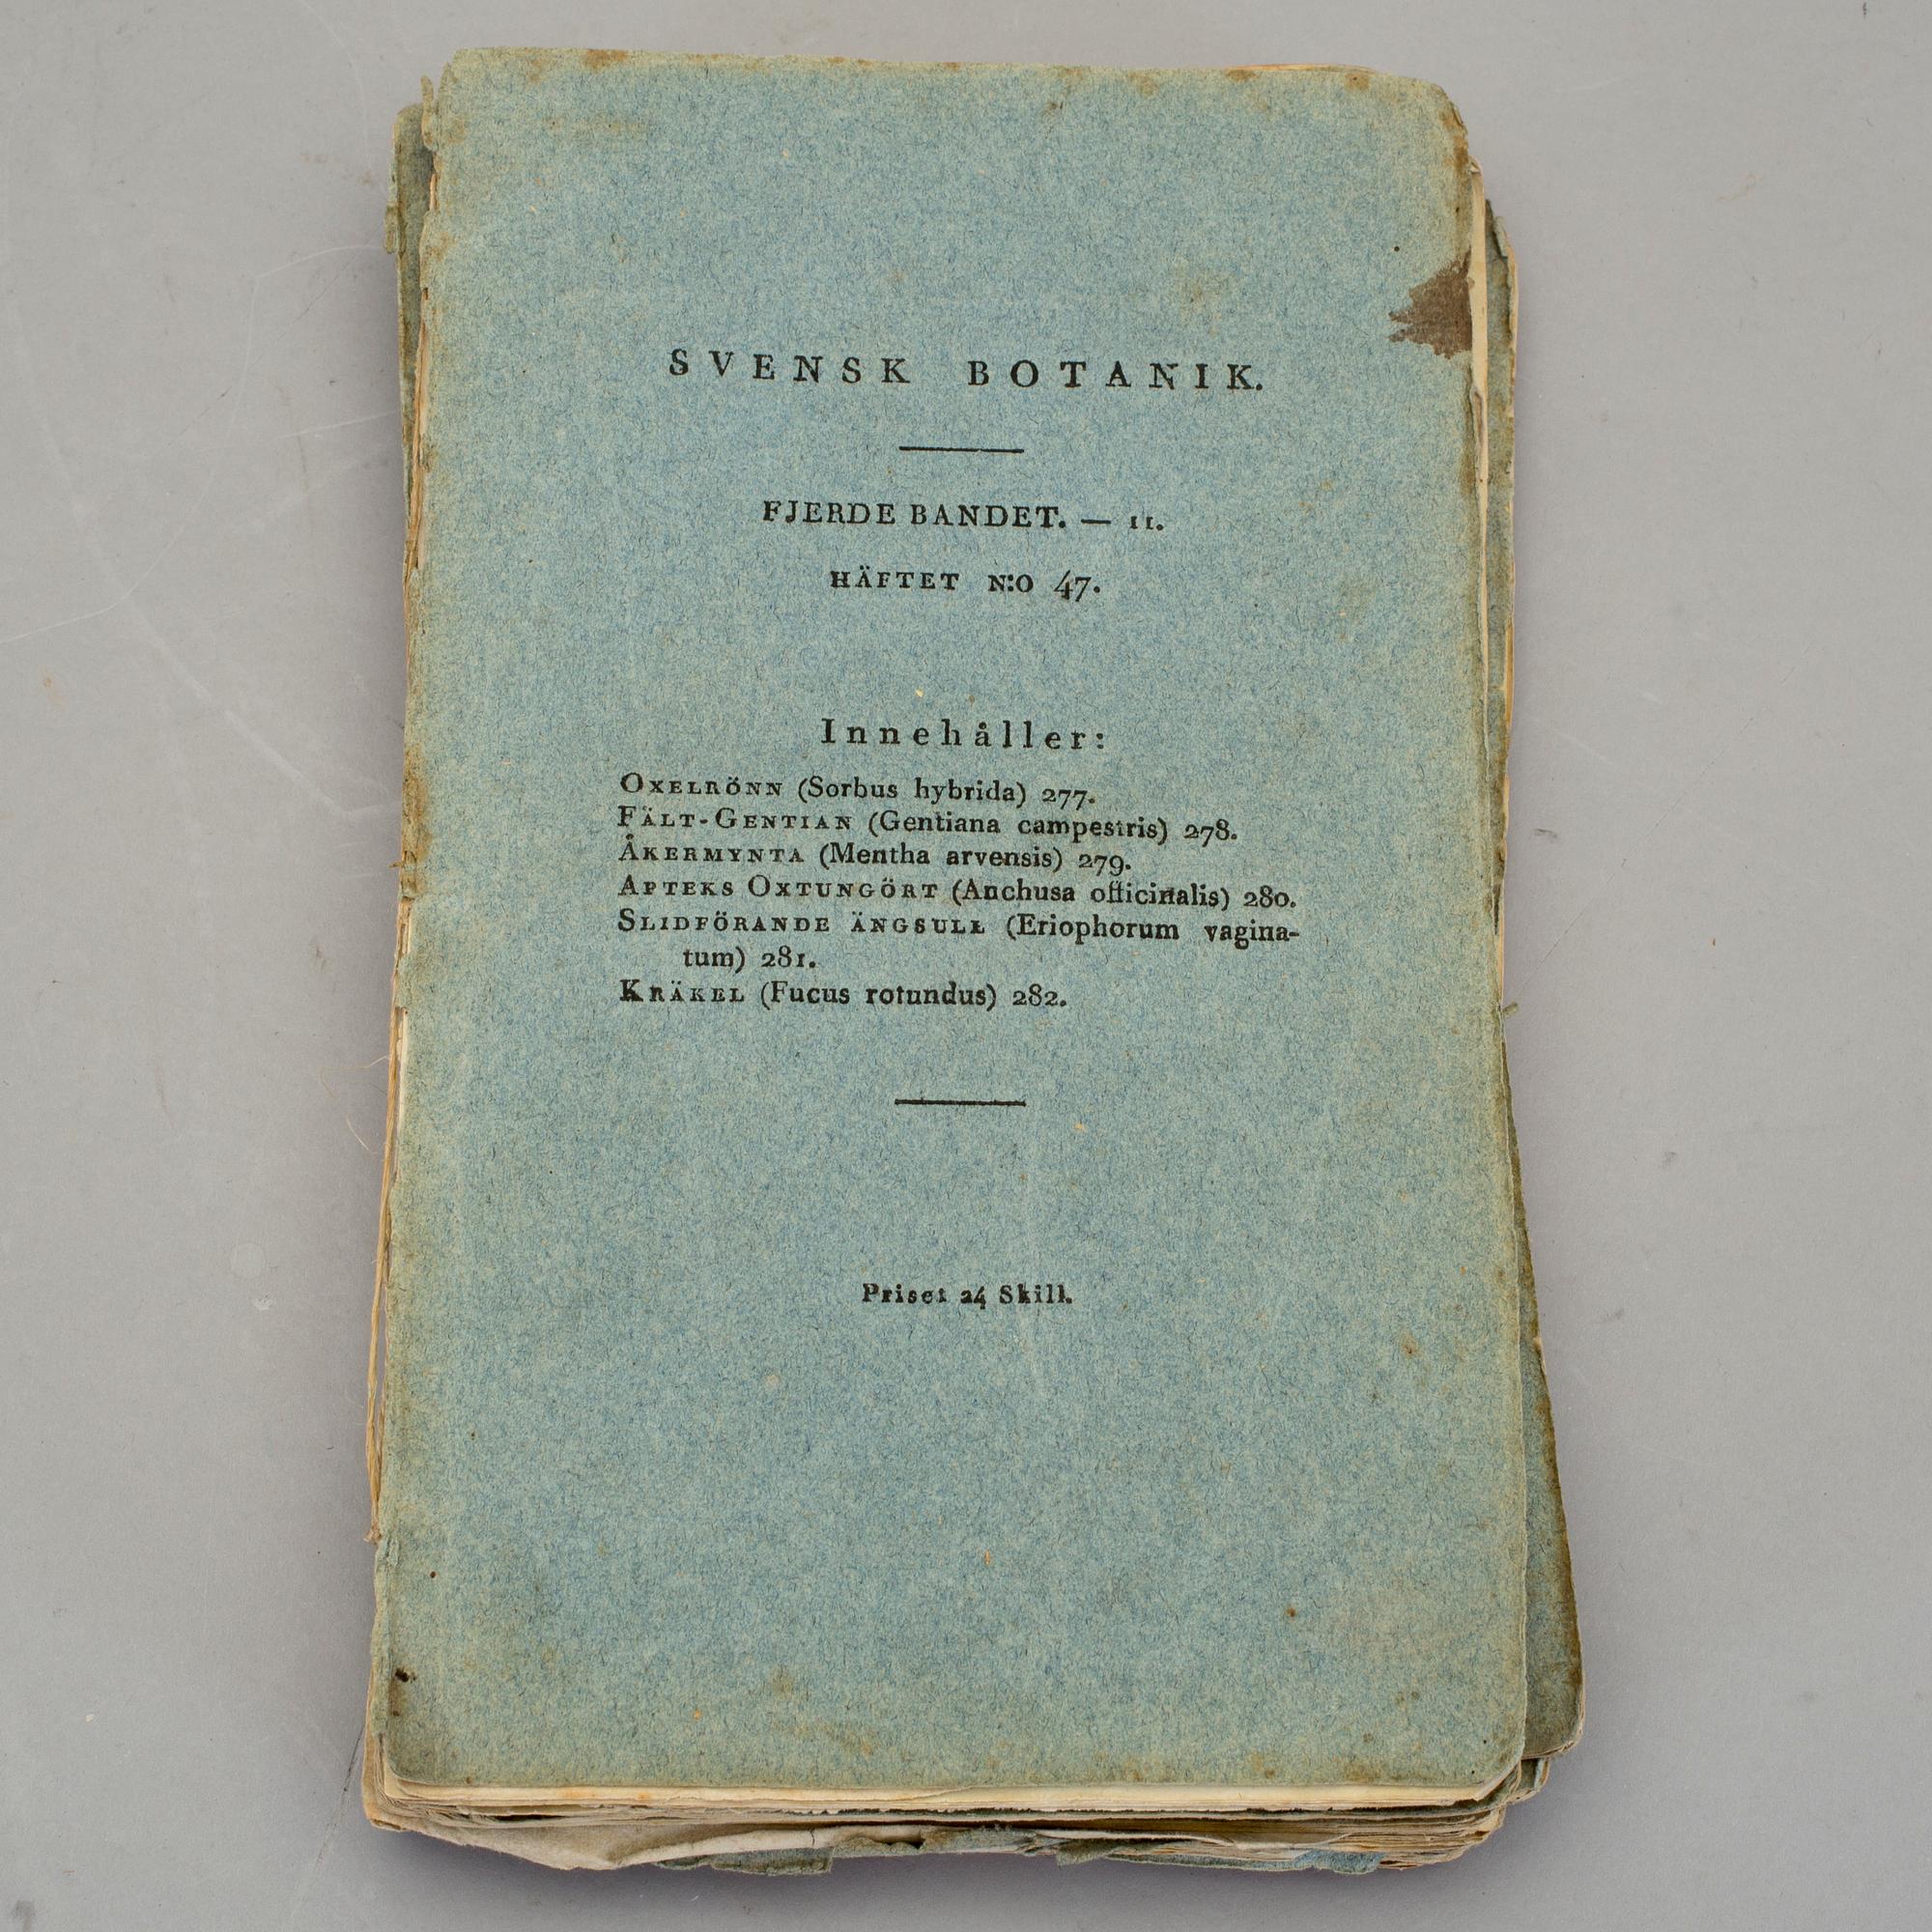 SVENSK BOTANIK.
FJERDE BANDET. — 11.
HÄFTET N:O 47.
Innehåller:
OXELRÖNN (Sorbus hybrida) 277.
FÄLT-GENTIAN (Gentiana campestris) 278.
ÅKERMYNTA (Mentha arvensis) 279.
APTEKS OXTUNGÖRT (Anchusa officinalis) 280.
SLIDFÖRANDE ÄNGSULL (Eriophorum vagina-
tum) 281.
KRÄKEL (Fucus rotundus) 282.
Priset 24 Skill.